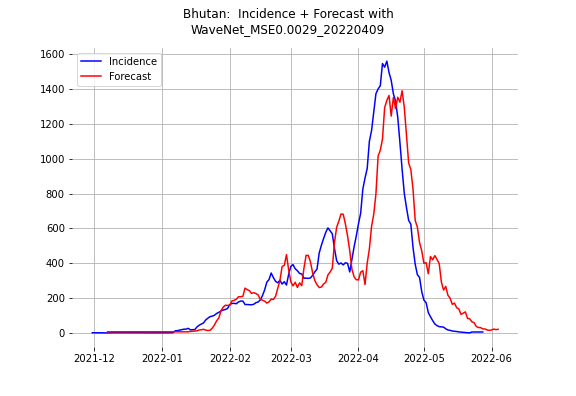 Bhutan:  Incidence + Forecast with
WaveNet_MSE0.0029_20220409
Incidence
Forecast
1600
1400
1200
1000
800
600
400
200
0
2021-12 2022-01 2022-02 2022-03 2022-04 2022-05 2022-06